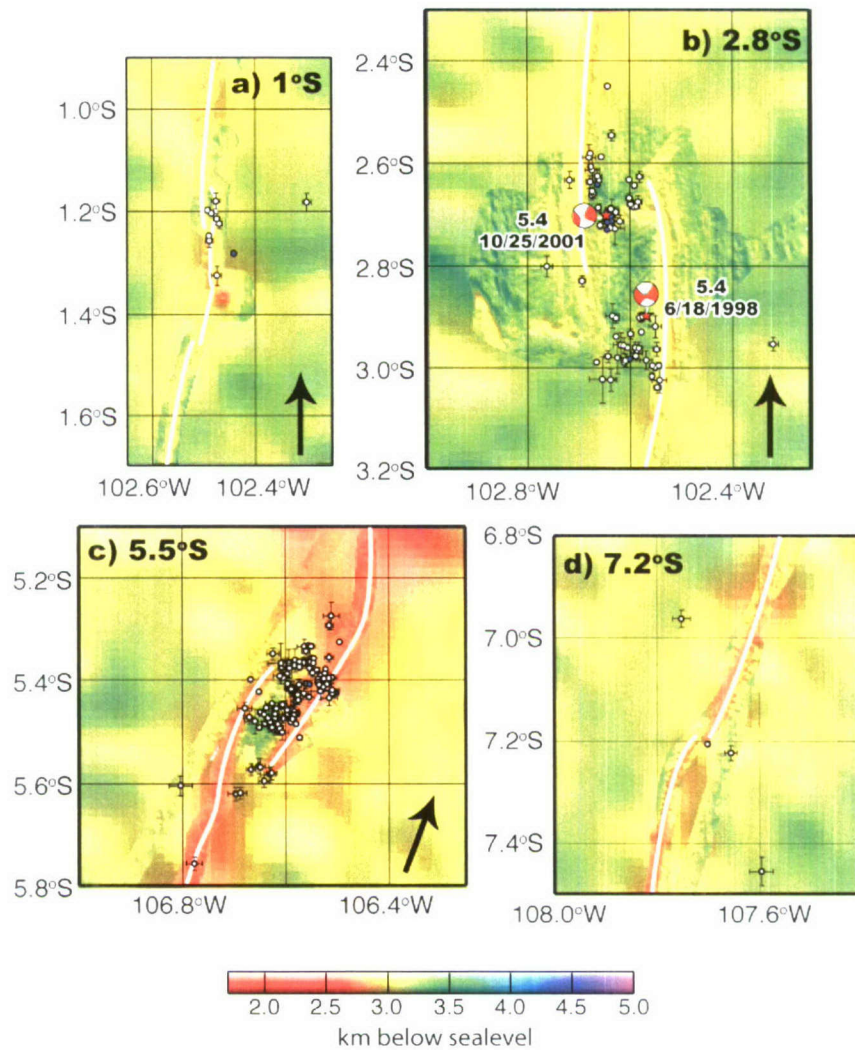 a) 1°S
1.0°S
1.2°S
1.4°S
1.6°S
102.6°W 102.4°W
b) 2.8°S
2.4°S
2.6°S
2.8°S
3.0°S
3.2°S
5.4
10/25/2001
5.4
6/18/1998
102.8°W 102.4°W
c) 5.5°S
5.2°S
5.4°S
5.6°S
5.8°S
106.8°W 106.4°W
d) 7.2°S
6.8°S
7.0°S
7.2°S
7.4°S
108.0°W 107.6°W
2.0 2.5 3.0 3.5 4.0 4.5 5.0
km below sealevel